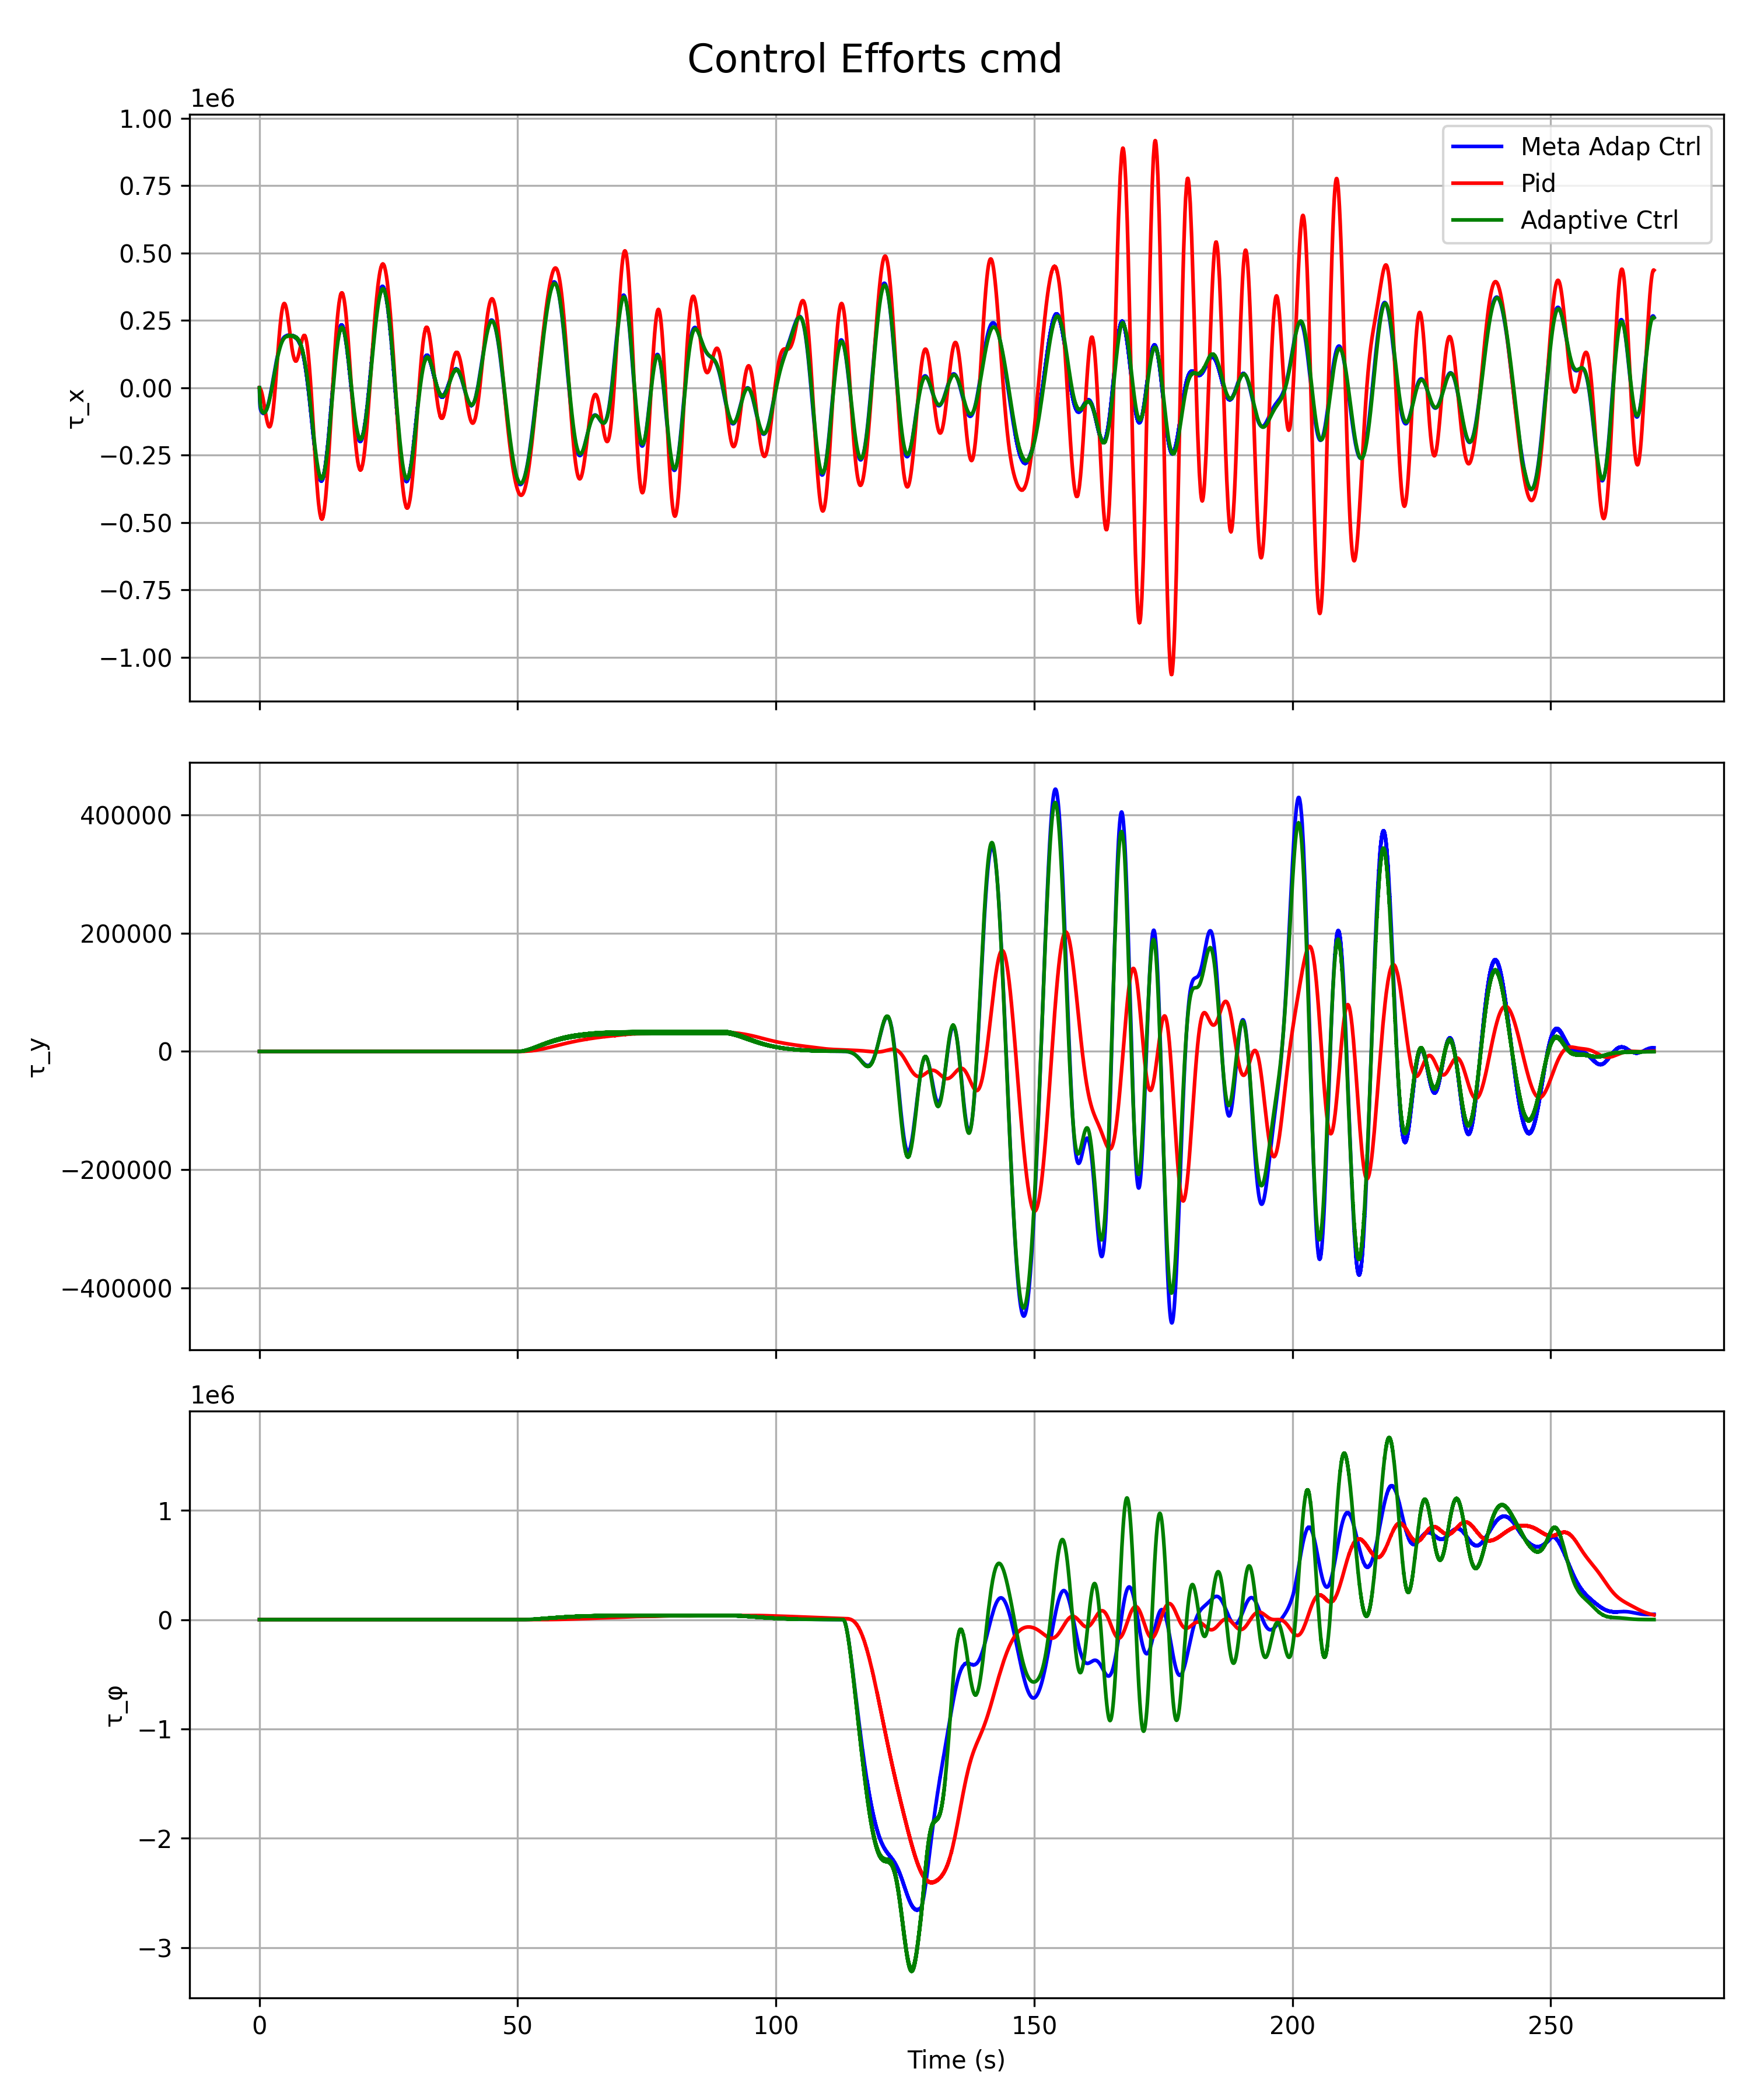 Control Efforts cmd
1e6
1.00
0.75
0.50
0.25
0.00
−0.25
−0.50
−0.75
−1.00
τ_x
Meta Adap Ctrl
Pid
Adaptive Ctrl
400000
200000
0
−200000
−400000
τ_y
1e6
1
0
−1
−2
−3
τ_φ
0 50 100 150 200 250
Time (s)